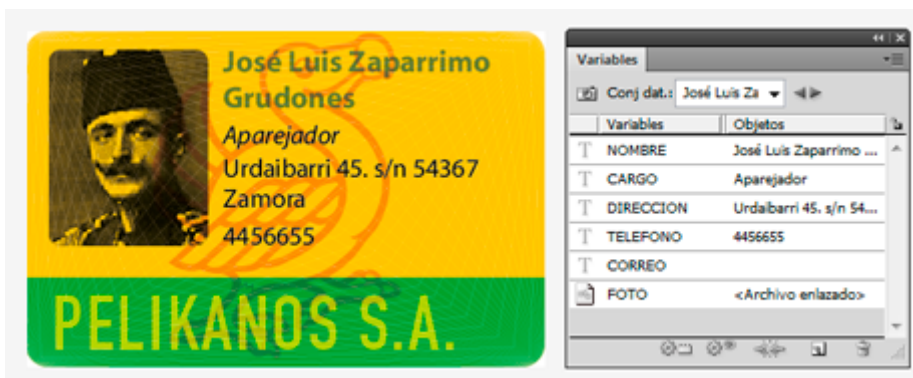 José Luis Zaparrimo
Grudones
Aparejador
Urdaibarri 45. s/n 54367
Zamora
4456655
PELIKANOS S.A.
Variables
Conj dat.: José Luis Za
Variables Objetos
T NOMBRE José Luis Zaparrimo ...
T CARGO Aparejador
T DIRECCION Urdaibarri 45. s/n 54...
T TELEFONO 4456655
T CORREO
FOTO <Archivo enlazado>